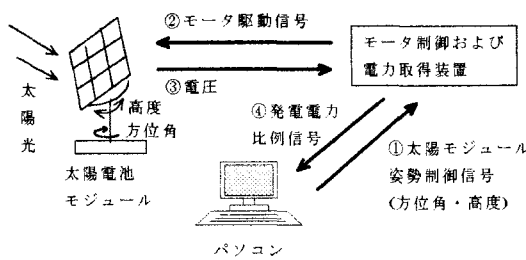 ②モータ駆動信号
③電圧
モータ制御および
電力取得装置
太陽光
高度
方位角
太陽電池
モジュール
④発電電力
比例信号
①太陽モジュール
姿勢制御信号
(方位角・高度)
パソコン